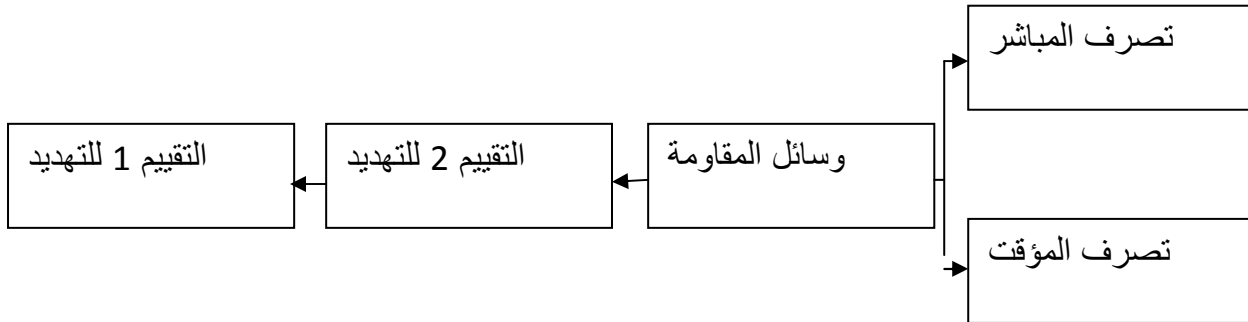 تصرف المباشر
وسائل المقاومة
التقييم 2 للتهديد
التقييم 1 للتهديد
تصرف المؤقت